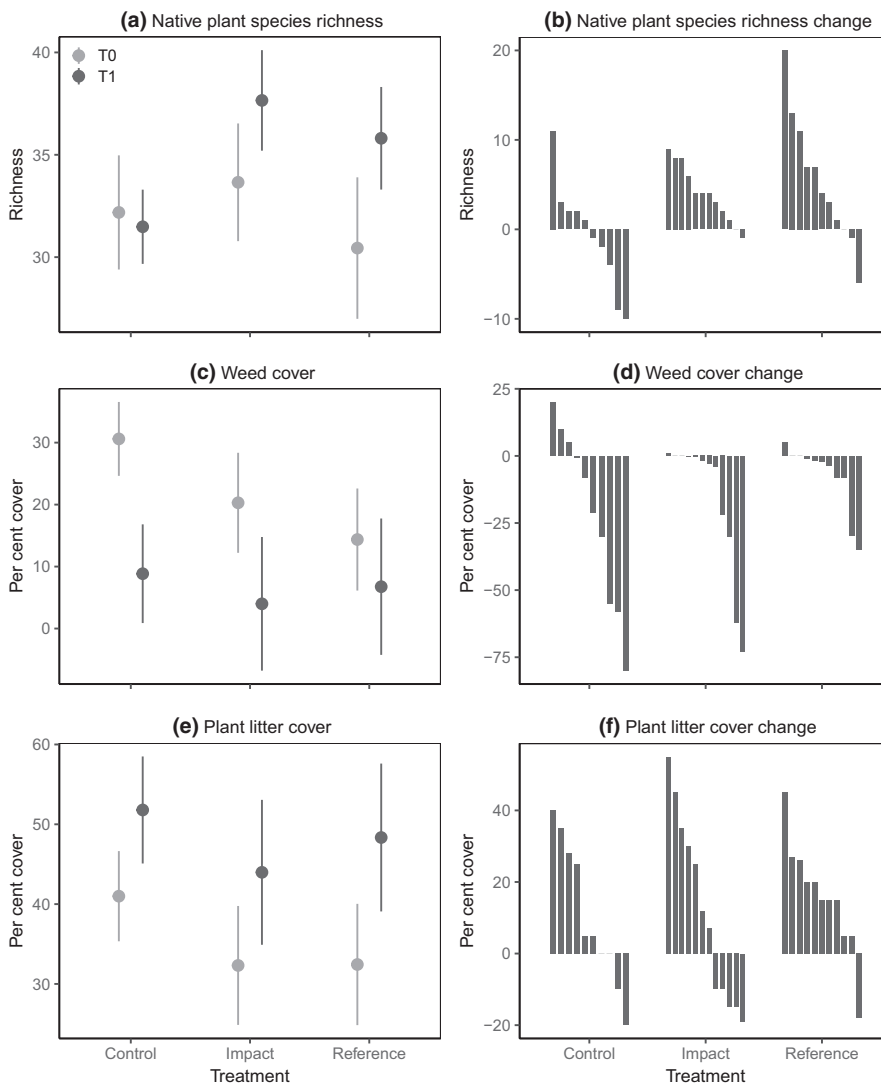 (a) Native plant species richness
40
35
30
Richness
T0
T1
(b) Native plant species richness change
20
10
0
−10
Richness
(c) Weed cover
30
20
10
0
Per cent cover
(d) Weed cover change
25
0
−25
−50
−75
Per cent cover
(e) Plant litter cover
60
50
40
30
Per cent cover
Control Impact Reference
Treatment
(f) Plant litter cover change
40
20
0
−20
Per cent cover
Control Impact Reference
Treatment